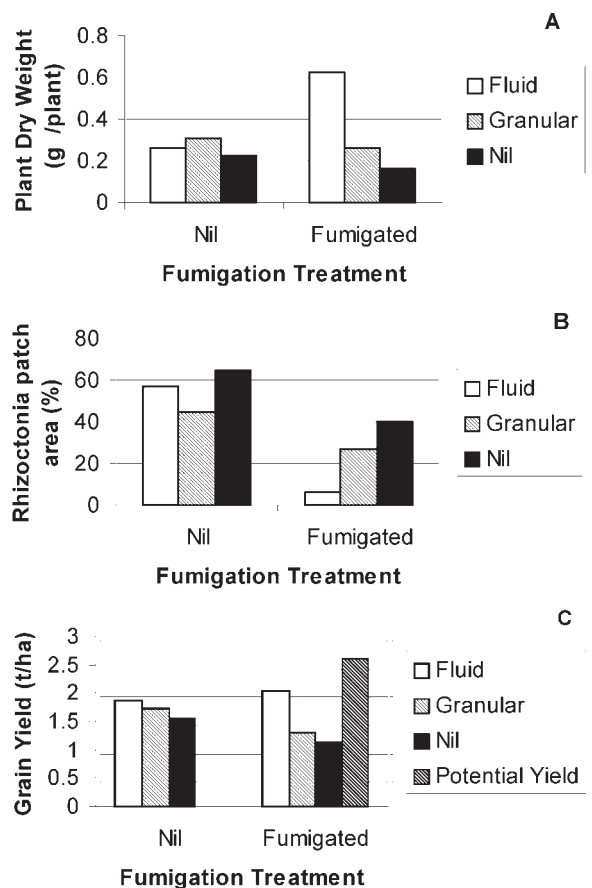 A
0.8
0.6
0.4
0.2
0
Plant Dry Weight
(g /plant)
Fluid
Granular
Nil
Nil
Fumigated
Fumigation Treatment
B
80
60
40
20
0
Rhizoctonia patch
area (%)
Fluid
Granular
Nil
Nil
Fumigated
Fumigation Treatment
C
3
2.5
2
1.5
1
0.5
0
Grain Yield (t/ha)
Fluid
Granular
Nil
Potential Yield
Nil
Fumigated
Fumigation Treatment